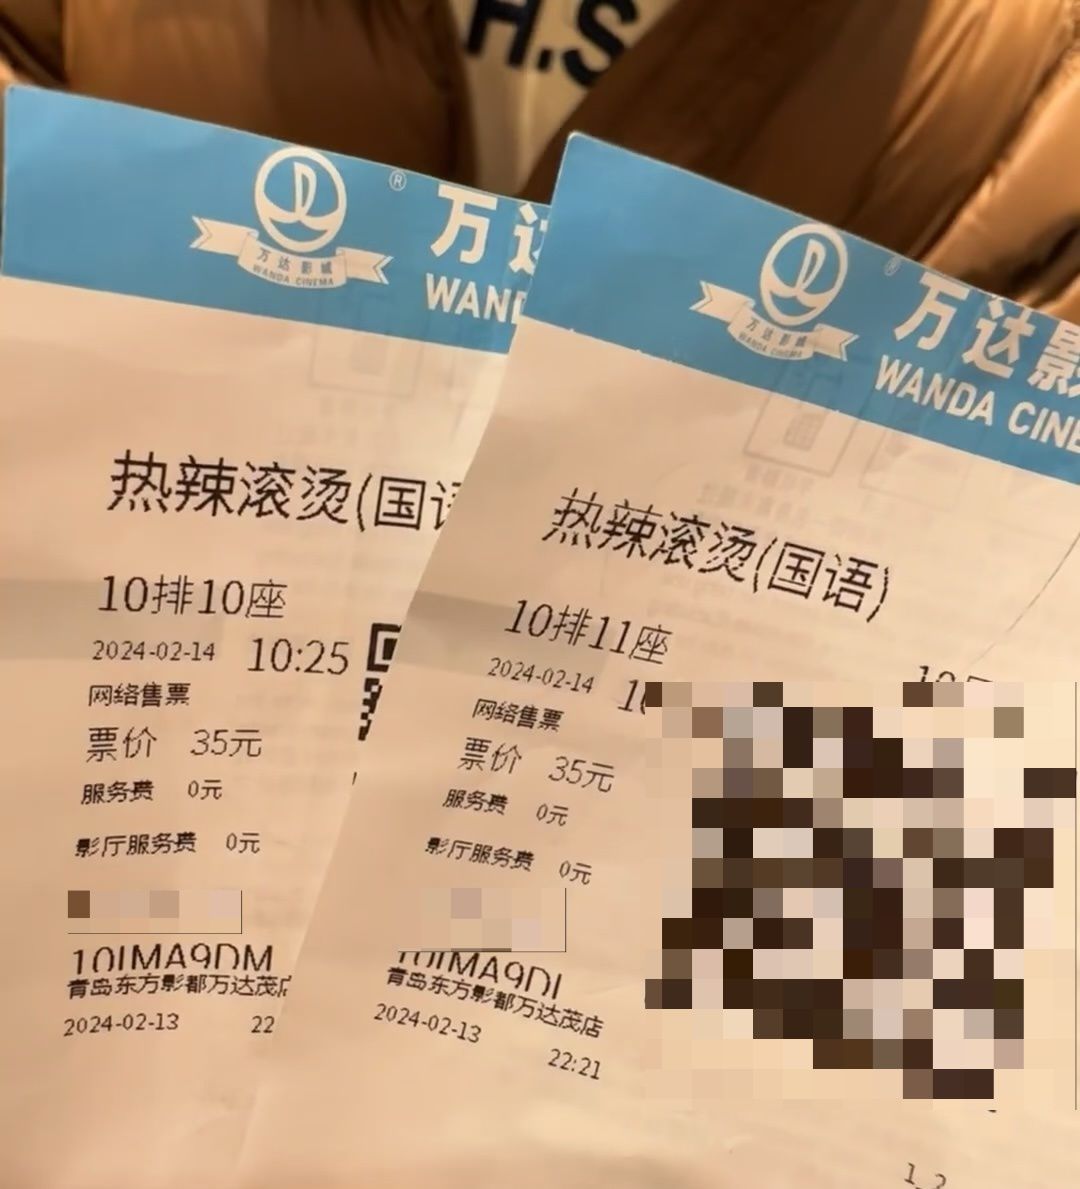 H.S
®
万达影城
WANDA CINEMA
万达
WAND
热辣滚烫(国语
10排10座
2024-02-14 10:25
网络售票
票价 35元
服务费 0元
影厅服务费 0元
10IMA9DM
青岛东方影都万达茂店
2024-02-13 22
®
万达影城
WANDA CINEMA
万达影
WANDA CINE
热辣滚烫(国语)
10排11座
2024-02-14
网络售票
票价 35元
服务费 0元
影厅服务费 0元
10IMA9DI
青岛东方影都万达茂店
2024-02-13
22:21